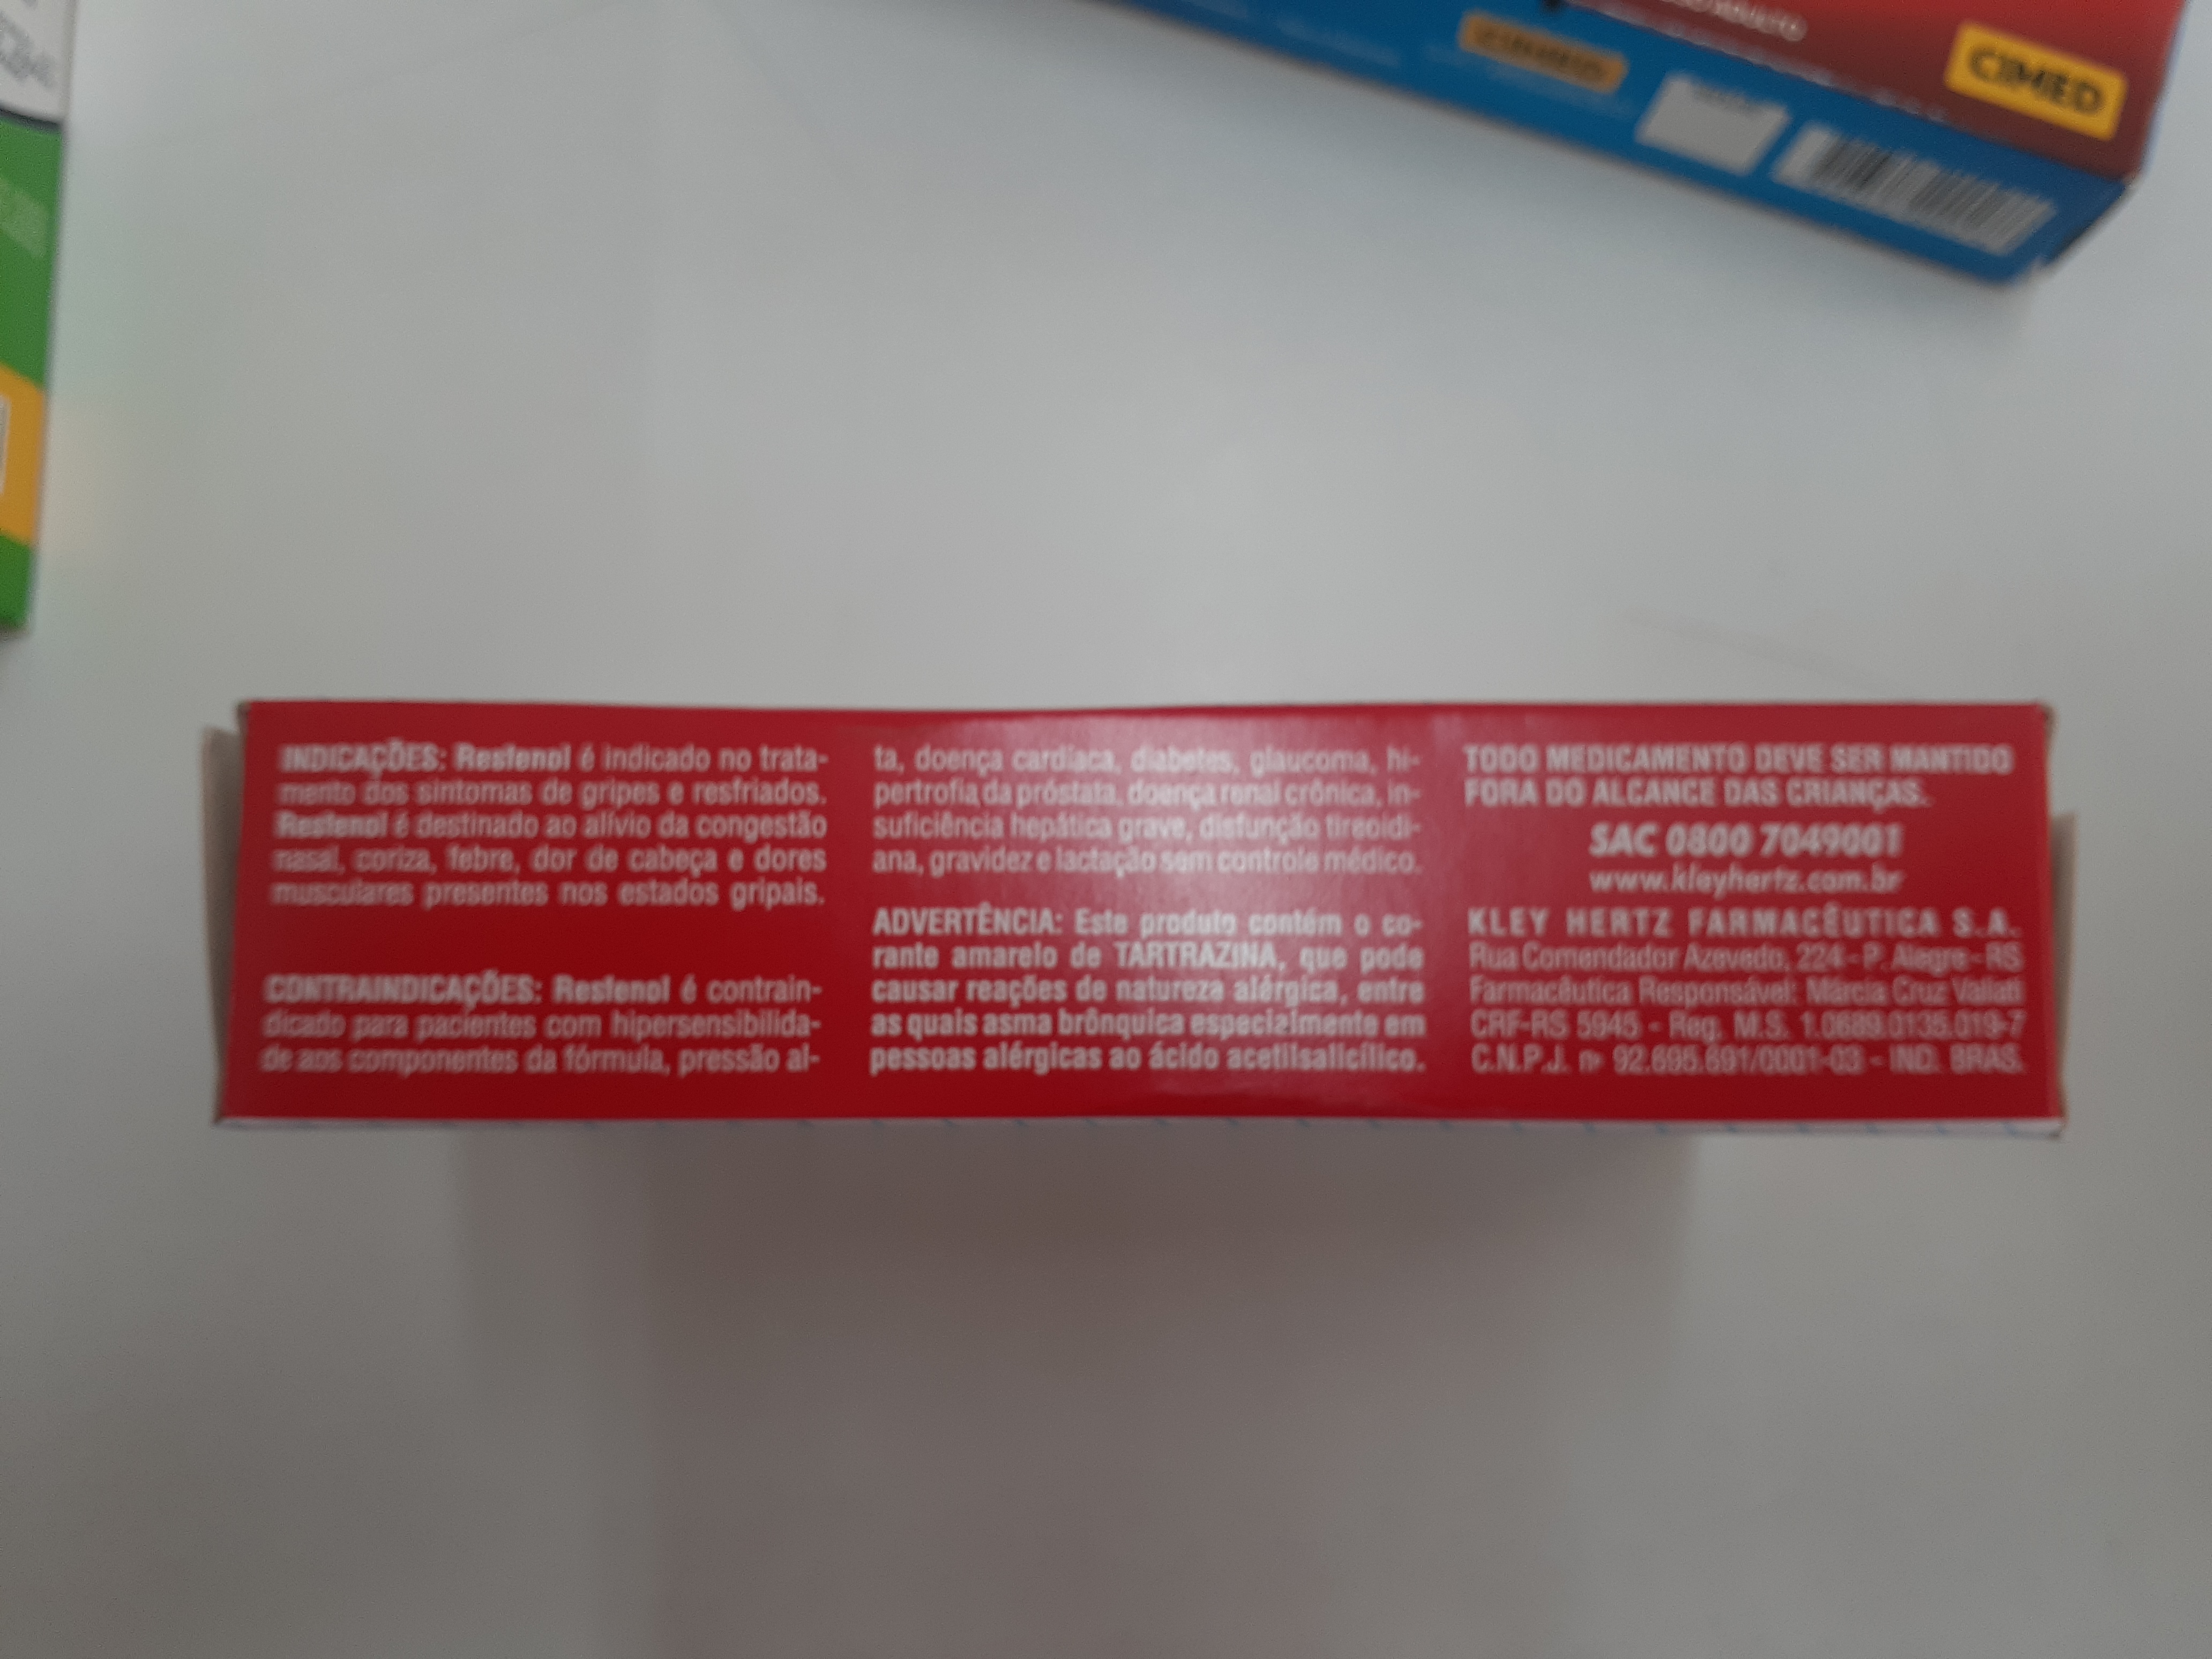 ADULTO
CIMED
CIMED
INDICAÇÕES: Resfenol é indicado no trata-
mento dos sintomas de gripes e resfriados.
Resfenol é destinado ao alívio da congestão
nasal, coriza, febre, dor de cabeça e dores
musculares presentes nos estados gripais.
CONTRAINDICAÇÕES: Resfenol é contrain-
dicado para pacientes com hipersensibilida-
de aos componentes da fórmula, pressão al-
ta, doença cardíaca, diabetes, glaucoma, hi-
pertrofia da próstata, doença renal crônica, in-
suficiência hepática grave, disfunção tireoidi-
ana, gravidez e lactação sem controle médico.
ADVERTÊNCIA: Este produto contém o co-
rante amarelo de TARTRAZINA, que pode
causar reações de natureza alérgica, entre
as quais asma brônquica especialmente em
pessoas alérgicas ao ácido acetilsalicílico.
TODO MEDICAMENTO DEVE SER MANTIDO
FORA DO ALCANCE DAS CRIANÇAS.
SAC 0800 7049001
www.kleyhertz.com.br
KLEY HERTZ FARMACÊUTICA S.A.
Rua Comendador Azevedo, 224 - P. Alegre - RS
Farmacêutica Responsável: Márcia Cruz Valiati
CRF-RS 5945 - Reg. M.S. 1.0689.0135.019-7
C.N.P.J. nº 92.695.691/0001-03 - IND. BRAS.